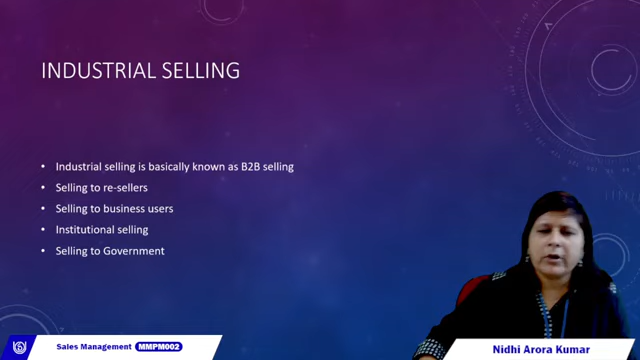 INDUSTRIAL SELLING
• Industrial selling is basically known as B2B selling
• Selling to re-sellers
• Selling to business users
• Institutional selling
• Selling to Government
Sales Management MMPM002
Nidhi Arora Kumar